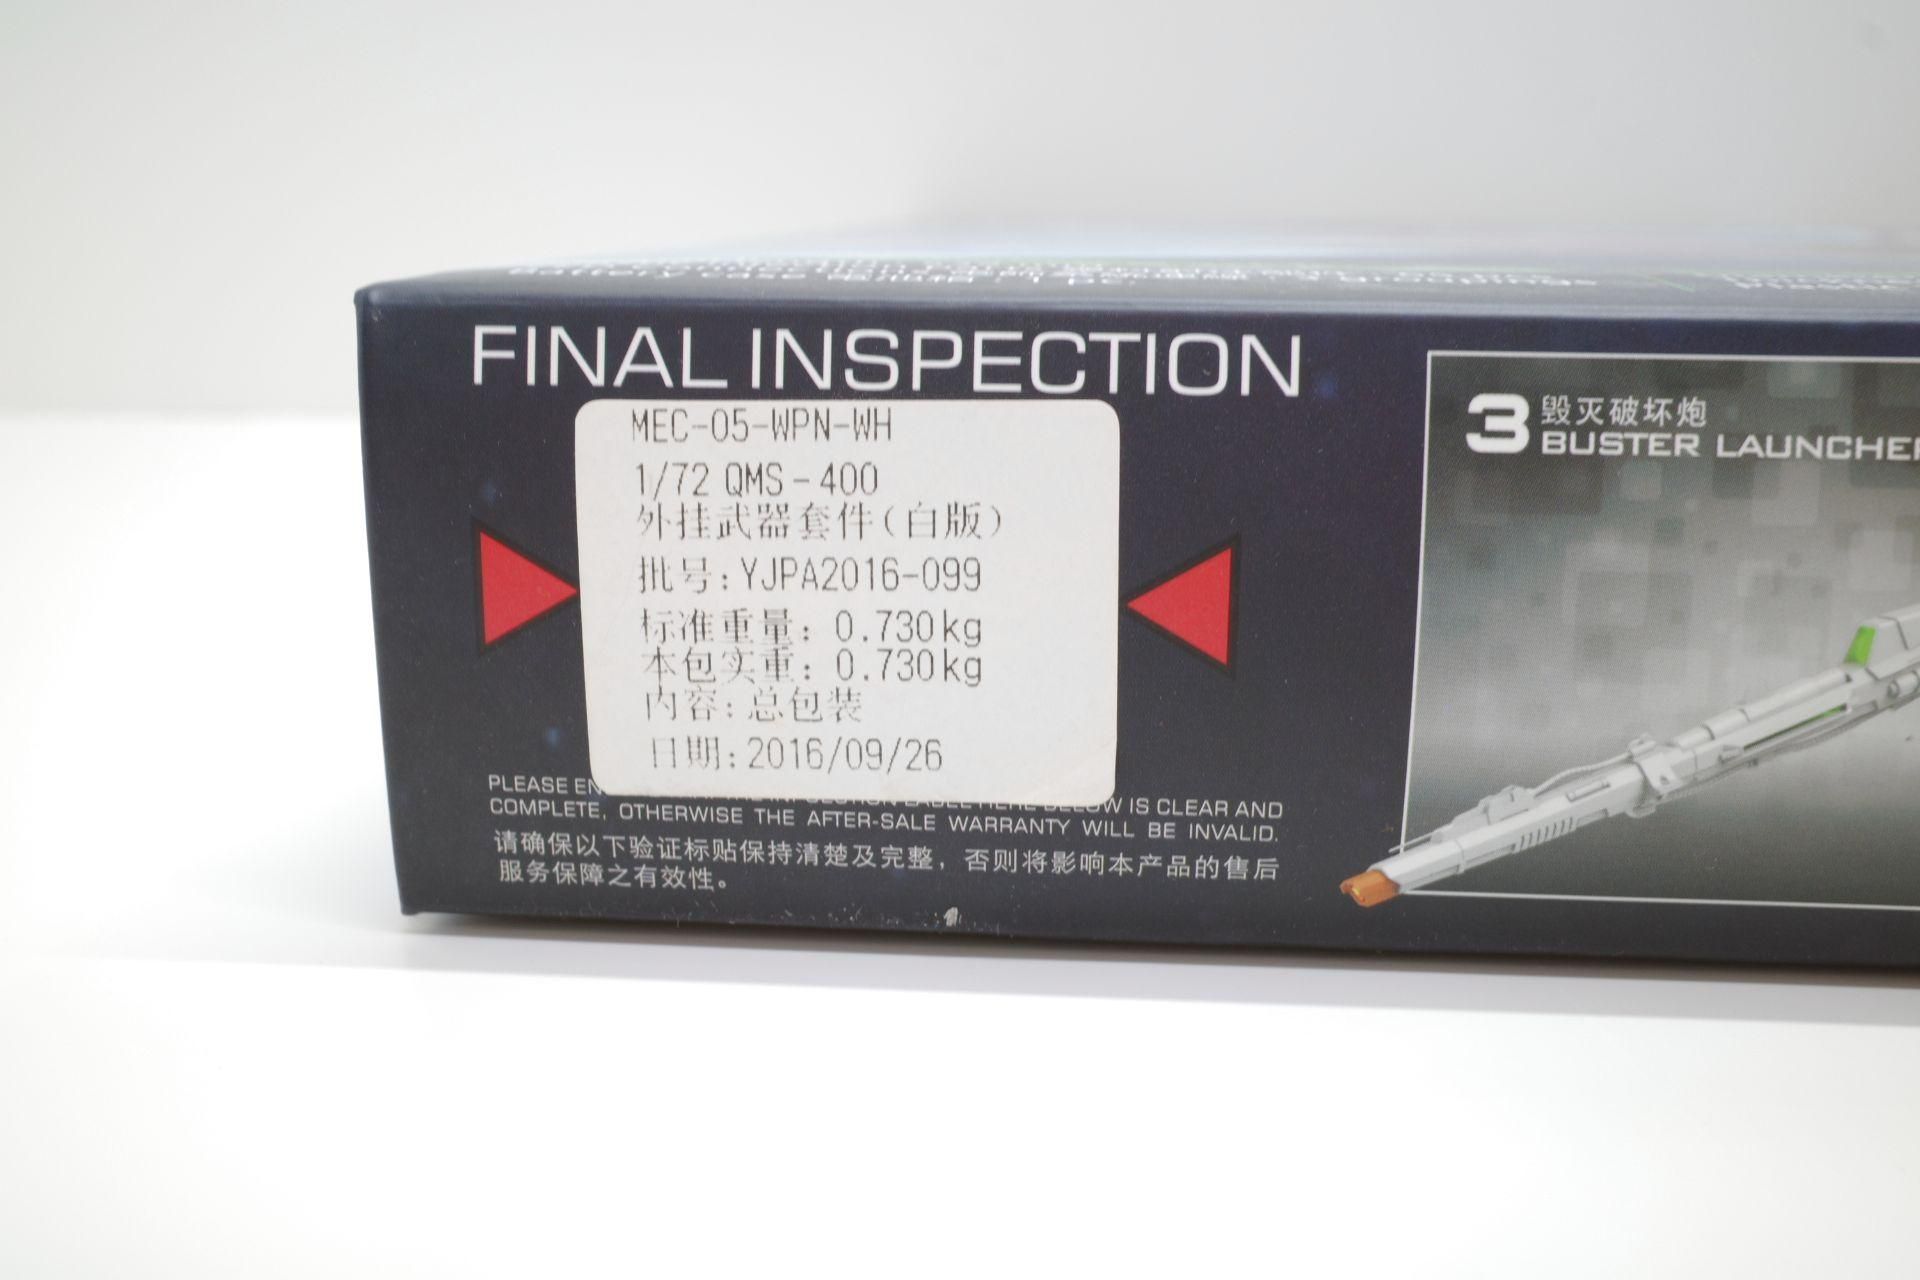 FINAL INSPECTION
MEC-05-WPN-WH
1/72 QMS-400
外挂武器套件(白版)
批号:YJPA2016-099
标准重量: 0.730kg
本包实重: 0.730kg
内容:总包装
日期:2016/09/26
PLEASE IS CLEAR AND
COMPLETE, OTHERWISE THE AFTER-SALE WARRANTY WILL BE INVALID.
请确保以下验证标贴保持清楚及完整，否则将影响本产品的售后
服务保障之有效性。
3 毁灭破坏炮
BUSTER